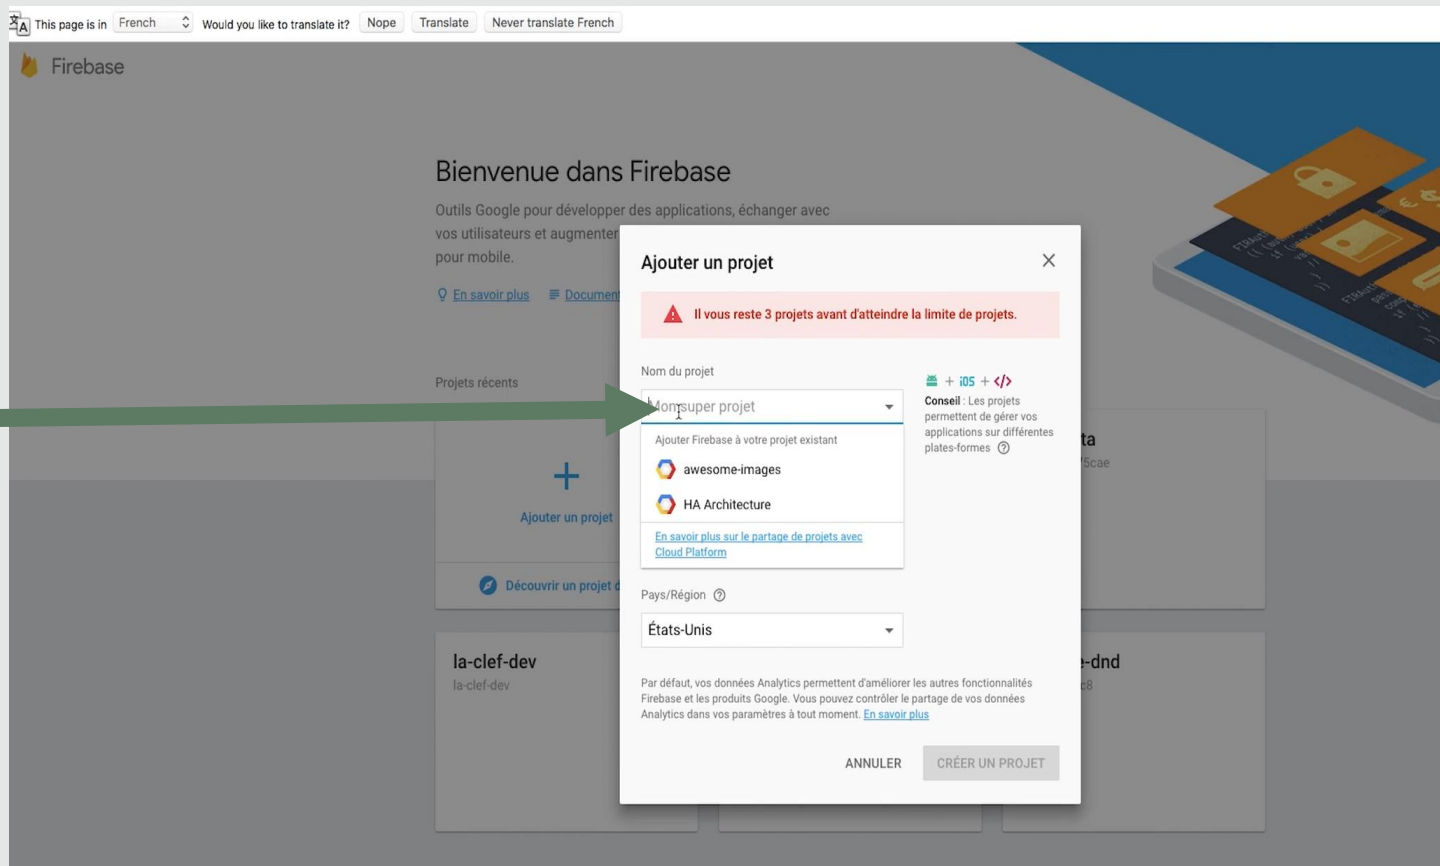 This page is in French Would you like to translate it? Nope Translate Never translate French
Firebase
Bienvenue dans Firebase
Outils Google pour développer des applications, échanger avec
vos utilisateurs et augmenter
pour mobile.
En savoir plus Document
Projets récents
Ajouter un projet
Découvrir un projet d
la-clef-dev
la-clef-dev
Ajouter un projet
Il vous reste 3 projets avant d'atteindre la limite de projets.
Nom du projet
Mon super projet
Ajouter Firebase à votre projet existant
awesome-images
HA Architecture
En savoir plus sur le partage de projets avec
Cloud Platform
+ iOS + </>
Conseil : Les projets
permettent de gérer vos
applications sur différentes
plates-formes
Pays/Région
États-Unis
Par défaut, vos données Analytics permettent d'améliorer les autres fonctionnalités
Firebase et les produits Google. Vous pouvez contrôler le partage de vos données
Analytics dans vos paramètres à tout moment. En savoir plus
ANNULER CRÉER UN PROJET
ta
5cae
e-dnd
c8